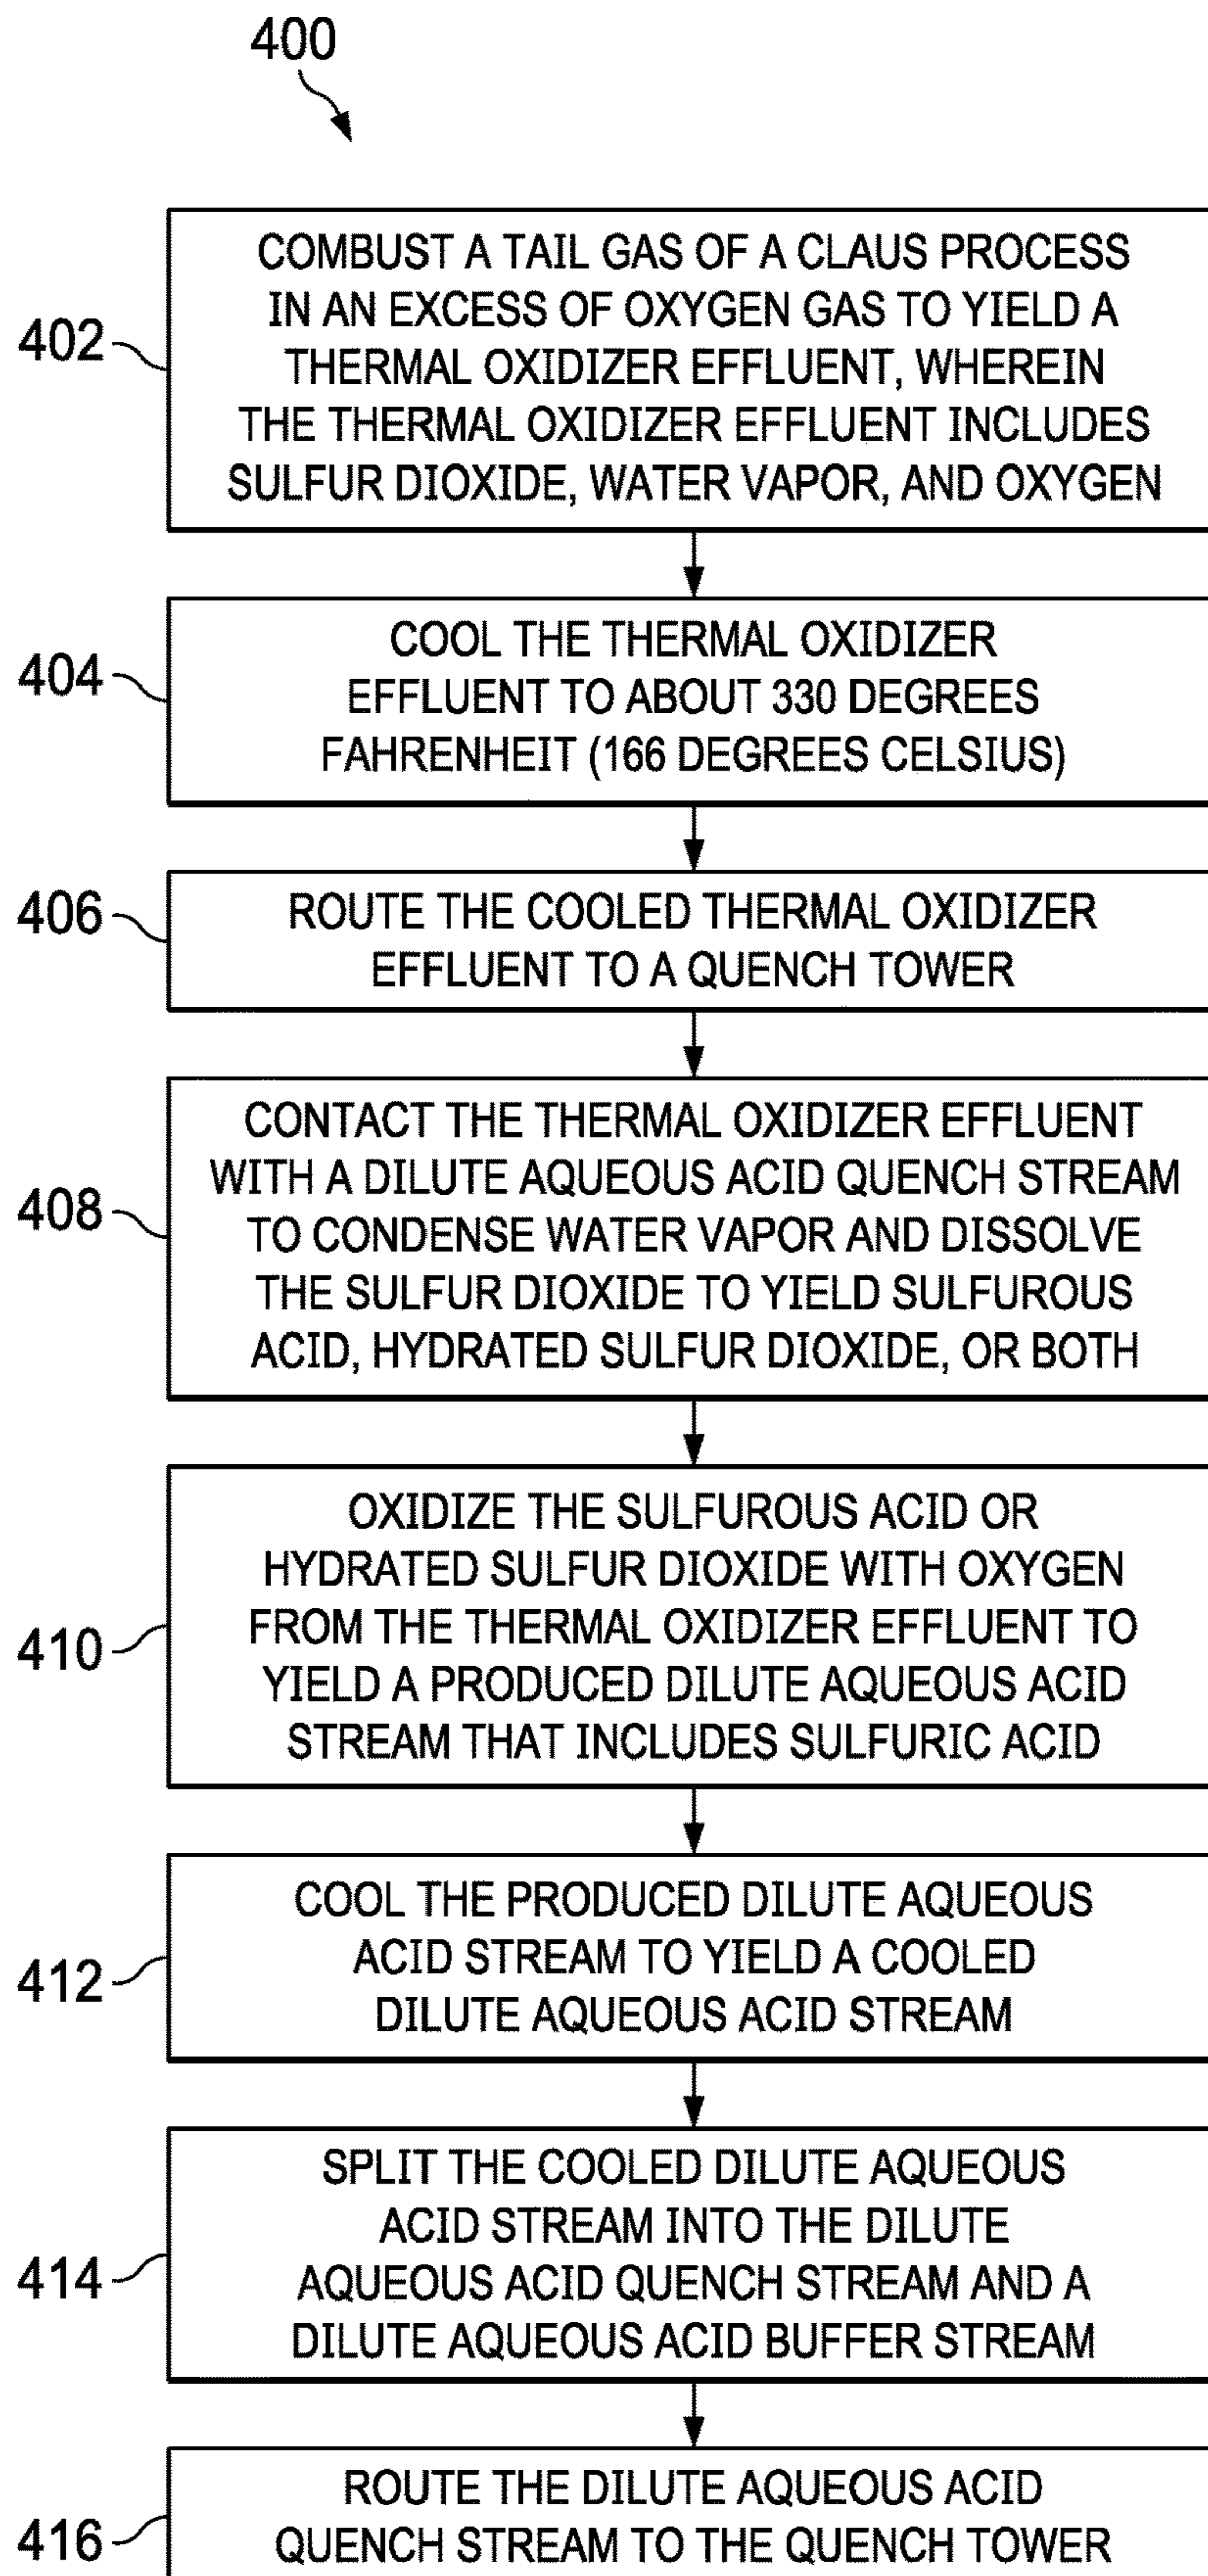 400
402
COMBUST A TAIL GAS OF A CLAUS PROCESS
IN AN EXCESS OF OXYGEN GAS TO YIELD A
THERMAL OXIDIZER EFFLUENT, WHEREIN
THE THERMAL OXIDIZER EFFLUENT INCLUDES
SULFUR DIOXIDE, WATER VAPOR, AND OXYGEN
404
COOL THE THERMAL OXIDIZER
EFFLUENT TO ABOUT 330 DEGREES
FAHRENHEIT (166 DEGREES CELSIUS)
406
ROUTE THE COOLED THERMAL OXIDIZER
EFFLUENT TO A QUENCH TOWER
408
CONTACT THE THERMAL OXIDIZER EFFLUENT
WITH A DILUTE AQUEOUS ACID QUENCH STREAM
TO CONDENSE WATER VAPOR AND DISSOLVE
THE SULFUR DIOXIDE TO YIELD SULFUROUS
ACID, HYDRATED SULFUR DIOXIDE, OR BOTH
410
OXIDIZE THE SULFUROUS ACID OR
HYDRATED SULFUR DIOXIDE WITH OXYGEN
FROM THE THERMAL OXIDIZER EFFLUENT TO
YIELD A PRODUCED DILUTE AQUEOUS ACID
STREAM THAT INCLUDES SULFURIC ACID
412
COOL THE PRODUCED DILUTE AQUEOUS
ACID STREAM TO YIELD A COOLED
DILUTE AQUEOUS ACID STREAM
414
SPLIT THE COOLED DILUTE AQUEOUS
ACID STREAM INTO THE DILUTE
AQUEOUS ACID QUENCH STREAM AND A
DILUTE AQUEOUS ACID BUFFER STREAM
416
ROUTE THE DILUTE AQUEOUS ACID
QUENCH STREAM TO THE QUENCH TOWER